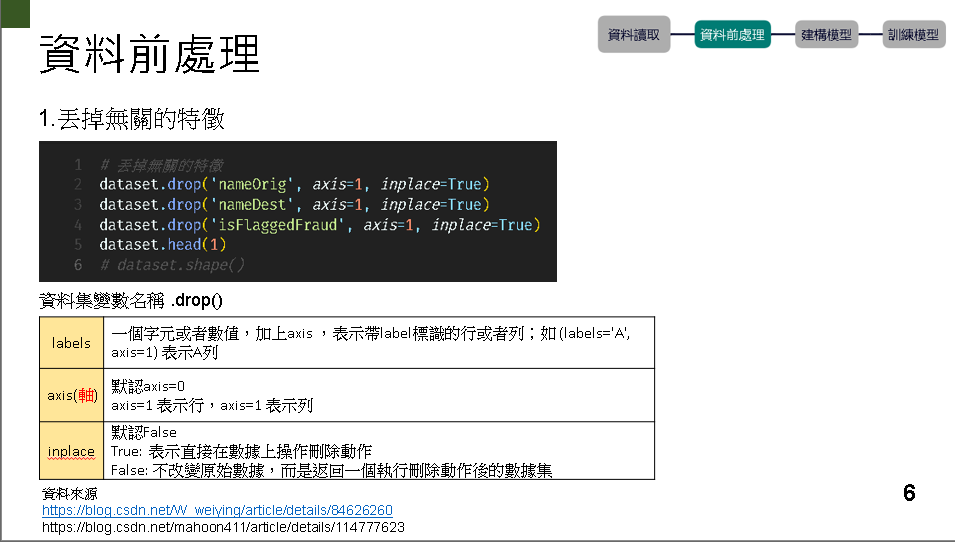 資料讀取
資料前處理
建構模型
訓練模型
資料前處理
1.丟掉無關的特徵
1 # 丟掉無關的特徵
2 dataset.drop('nameOrig', axis=1, inplace=True)
3 dataset.drop('nameDest', axis=1, inplace=True)
4 dataset.drop('isFlaggedFraud', axis=1, inplace=True)
5 dataset.head(1)
6 # dataset.shape()
資料集變數名稱 .drop()
labels
一個字元或者數值，加上axis ，表示帶label標識的行或者列；如 (labels='A',
axis=1) 表示A列
axis(軸)
默認axis=0
axis=1 表示行，axis=1 表示列
inplace
默認False
True: 表示直接在數據上操作刪除動作
False: 不改變原始數據，而是返回一個執行刪除動作後的數據集
資料來源
https://blog.csdn.net/W_weiying/article/details/84626260
https://blog.csdn.net/mahoon411/article/details/114777623
6